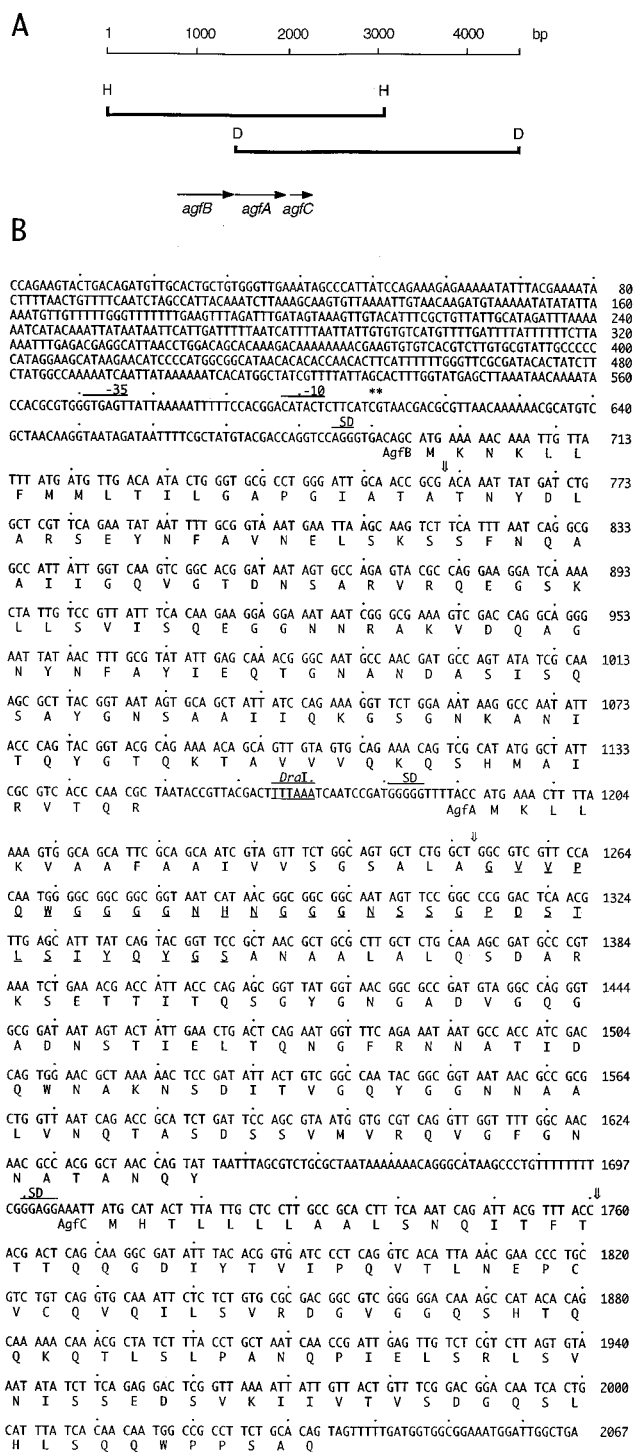 A
1 1000 2000 3000 4000 bp
H H
D D
agfB agfA agfC
B
CCAGAAGTACTGACAGATGTTGCACTGCTGTGGGTTGAAATAGCCCATTATCCAGAAAGAGAAAAATATTTACGAAAATA 80
CTTTTAACTGTTTTCAATCTAGCCATTACAAATCTTAAAGCAAGTGTTAAAATTGTAACAAGATGTAAAAATATATATTA 160
AAATGTTGTTTTTGGGTTTTTTTGAAGTTTAGATTTGATAGTAAAGTTGTACATTTCGCTGTTATTGCATAGATTTAAAA 240
AATCATACAAATTATAATAATTCATTGATTTTTAATCATTTTAATTATTGTGTGTCATGTTTTGATTTTATTTTTTCTTA 320
AAATTTGAGACGAGGCATTAACCTGGACAGCACAAAGACAAAAAAAACGAAGTGTGTCACGTCTTGTGCGTATTGCCCCC 400
CATAGGAAGCATAAGAACATCCCCATGGCGGCATAACACACCAACACTTCATTTTTTGGGTTCGCGATACACTATCTT 480
CTATGGCCAAAAATCAATTATAAAAAATCACATGGCTATCGTTTTATTAGCACTTTGGTATGAGCTTAAATAACAAAATA 560
-35 -10 **
CCACGCGTGGGTGAGTTATTAAAAATTTTTCCACGGACATACTCTTCATCGTAACGACGCGTTAACAAAAAACGCATGTC 640
SD
GCTAACAAGGTAATAGATAATTTTCGCTATGTACGACCAGGTCCAGGGTGACAGC ATG AAA AAC AAA TTG TTA 713
AgfB M K N K L L
TTT ATG ATG TTG ACA ATA CTG GGT GCG CCT GGG ATT GCA ACC GCG ACA AAT TAT GAT CTG 773
F M M L T I L G A P G I A T A T N Y D L
GCT CGT TCA GAA TAT AAT TTT GCG GTA AAT GAA TTA AGC AAG TCT TCA TTT AAT CAG GCG 833
A R S E Y N F A V N E L S K S S F N Q A
GCC ATT ATT GGT CAA GTC GGC ACG GAT AAT AGT GCC AGA GTA CGC CAG GAA GGA TCA AAA 893
A I I G Q V G T D N S A R V R Q E G S K
CTA TTG TCC GTT ATT TCA CAA GAA GGA GGA AAT AAT CGG GCG AAA GTC GAC CAG GCA GGG 953
L L S V I S Q E G G N N R A K V D Q A G
AAT TAT AAC TTT GCG TAT ATT GAG CAA ACG GGC AAT GCC AAC GAT GCC AGT ATA TCG CAA 1013
N Y N F A Y I E Q T G N A N D A S I S Q
AGC GCT TAC GGT AAT AGT GCA GCT ATT ATC CAG AAA GGT TCT GGA AAT AAG GCC AAT ATT 1073
S A Y G N S A A I I Q K G S G N K A N I
ACC CAG TAC GGT ACG CAG AAA ACA GCA GTT GTA GTG CAG AAA CAG TCG CAT ATG GCT ATT 1133
T Q Y G T Q K T A V V V Q K Q S H M A I
DraI. SD
CGC GTC ACC CAA CGC TAATACCGTTACGACTTTTAAATCAATCCGATGGGGGTTTTACC ATG AAA CTT TTA 1204
R V T Q R AgfA M K L L
AAA GTG GCA GCA TTC GCA GCA ATC GTA GTT TCT GGC AGT GCT CTG GCT GGC GTC GTT CCA 1264
K V A A F A A I V V S G S A L A G V V P
CAA TGG GGC GGC GGC GGT AAT CAT AAC GGC GGC GGC AAT AGT TCC GGC CCG GAC TCA ACG 1324
Q W G G G G N H N G G G N S S G P D S T
TTG AGC ATT TAT CAG TAC GGT TCC GCT AAC GCT GCG CTT GCT CTG CAA AGC GAT GCC CGT 1384
L S I Y Q Y G S A N A A L A L Q S D A R
AAA TCT GAA ACG ACC ATT ACC CAG AGC GGT TAT GGT AAC GGC GCC GAT GTA GGC CAG GGT 1444
K S E T T I T Q S G Y G N G A D V G Q G
GCG GAT AAT AGT ACT ATT GAA CTG ACT CAG AAT GGT TTC AGA AAT AAT GCC ACC ATC GAC 1504
A D N S T I E L T Q N G F R N N A T I D
CAG TGG AAC GCT AAA AAC TCC GAT ATT ACT GTC GGC CAA TAC GGC GGT AAT AAC GCC GCG 1564
Q W N A K N S D I T V G Q Y G G N N A A
CTG GTT AAT CAG ACC GCA TCT GAT TCC AGC GTA ATG GTG CGT CAG GTT GGT TTT GGC AAC 1624
L V N Q T A S D S S V M V R Q V G F G N
AAC GCC ACG GCT AAC CAG TAT TAATTTAGCGTCTGCGCTAATAAAAAACAGGGCATAAGCCCTGTTTTTTTT 1697
N A T A N Q Y
.SD
CGGGAGGAAATT ATG CAT ACT TTA TTG CTC CTT GCC GCA CTT TCA AAT CAG ATT ACG TTT ACC 1760
AgfC M H T L L L L A A L S N Q I T F T
ACG ACT CAG CAA GGC GAT ATT TAC ACG GTG ATC CCT CAG GTC ACA TTA AAC GAA CCC TGC 1820
T T Q Q G D I Y T V I P Q V T L N E P C
GTC TGT CAG GTG CAA ATT CTC TCT GTG CGC GAC GGC GTC GGG GGA CAA AGC CAT ACA CAG 1880
V C Q V Q I L S V R D G V G G Q S H T Q
CAA AAA CAA ACG CTA TCT TTA CCT GCT AAT CAA CCG ATT GAG TTG TCT CGT CTT AGT GTA 1940
Q K Q T L S L P A N Q P I E L S R L S V
AAT ATA TCT TCA GAG GAC TCG GTT AAA ATT ATT GTT ACT GTT TCG GAC GGA CAA TCA CTG 2000
N I S S E D S V K I I V T V S D G Q S L
CAT TTA TCA CAA CAA TGG CCG CCT TCT GCA CAG TAGTTTTTGATGGTGGCGGAAATGGATTGGCTGA 2067
H L S Q Q W P P S A Q